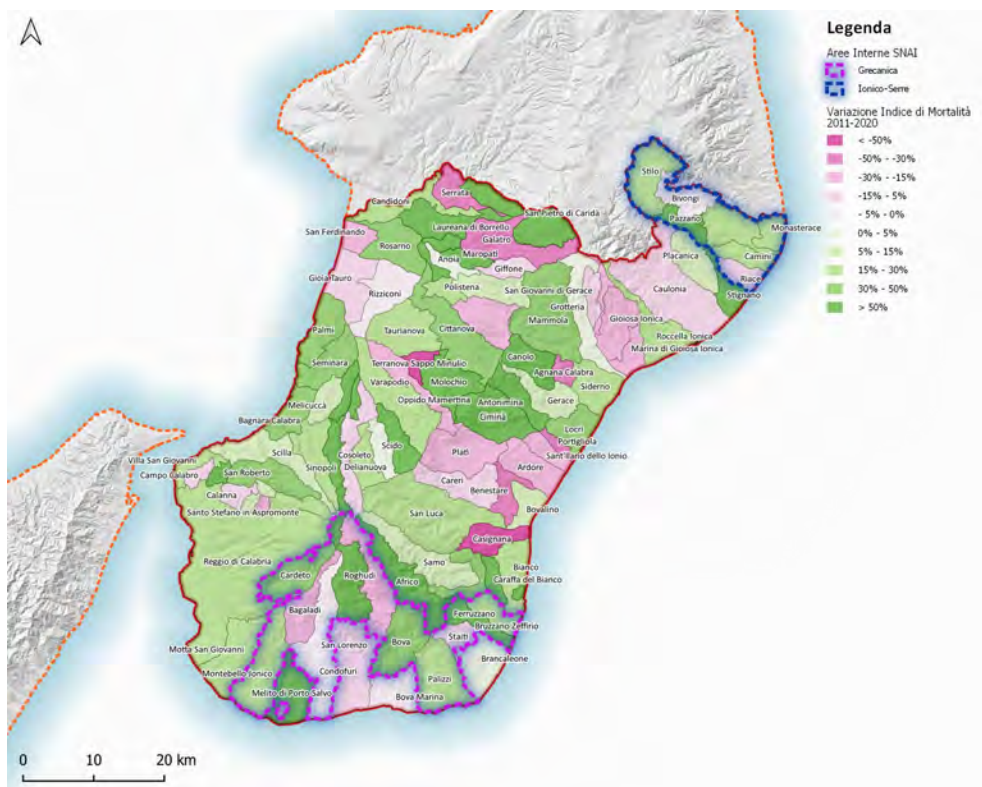 Legenda
Aree Interne SNAI
Grecanica
Ionico-Serre
Variazione Indice di Mortalità
2011-2020
< -50%
-50% - -30%
-30% - -15%
-15% - 5%
- 5% - 0%
0% - 5%
5% - 15%
15% - 30%
30% - 50%
> 50%
Stilo
Bivongi
Pazzano
Monasterace
Camini
Riace
Stignano
Placanica
Caulonia
Serrata
Candidoni
San Pietro di Caridà
San Ferdinando
Laureana di Borrello
Galatro
Rosarno
Maropati
Anoia
Giffone
Gioia Tauro
Rizziconi
Polistena
San Giovanni di Gerace
Grotteria
Mammola
Gioiosa Ionica
Roccella Ionica
Marina di Gioiosa Ionica
Palmi
Taurianova
Cittanova
Seminara
Terranova Sappo Minulio
Canolo
Agnana Calabra
Varapodio
Molochio
Siderno
Oppido Mamertina
Antonimina
Gerace
Ciminà
Melicuccà
Bagnara Calabra
Locri
Portigliola
Sant'Ilario dello Ionio
Scilla
Cosoleto
Scido
Platì
Villa San Giovanni
Sinopoli
Delianuova
Ardore
Campo Calabro
San Roberto
Careri
Benestare
Calanna
Bovalino
Santo Stefano in Aspromonte
San Luca
Casignana
Reggio di Calabria
Samo
Bianco
Cardeto
Roghudi
Africo
Caraffa del Bianco
Bagaladi
Ferruzzano
Bruzzano Zeffirio
Staiti
San Lorenzo
Bova
Motta San Giovanni
Brancaleone
Montebello Jonico
Condofuri
Palizzi
Melito di Porto Salvo
Bova Marina
0 10 20 km